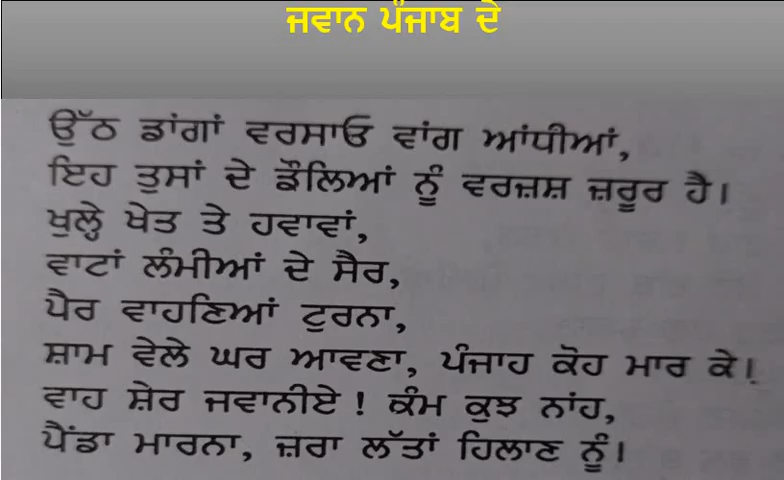 ਜਵਾਨ ਪੰਜਾਬ ਦੇ
ਉੱਠ ਡਾਂਗਾਂ ਵਰਸਾਓ ਵਾਂਗ ਆਂਧੀਆਂ,
ਇਹ ਤੁਸਾਂ ਦੇ ਡੌਲਿਆਂ ਨੂੰ ਵਰਜ਼ਸ਼ ਜ਼ਰੂਰ ਹੈ।
ਖੁਲ੍ਹੇ ਖੇਤ ਤੇ ਹਵਾਵਾਂ,
ਵਾਟਾਂ ਲੰਮੀਆਂ ਦੇ ਸੈਰ,
ਪੈਰ ਵਾਹਣਿਆਂ ਟੁਰਨਾ,
ਸ਼ਾਮ ਵੇਲੇ ਘਰ ਆਵਣਾ, ਪੰਜਾਹ ਕੋਹ ਮਾਰ ਕੇ।
ਵਾਹ ਸ਼ੇਰ ਜਵਾਨੀਏ ! ਕੰਮ ਕੁਝ ਨਾਂਹ,
ਪੈਂਡਾ ਮਾਰਨਾ, ਜ਼ਰਾ ਲੱਤਾਂ ਹਿਲਾਣ ਨੂੰ।